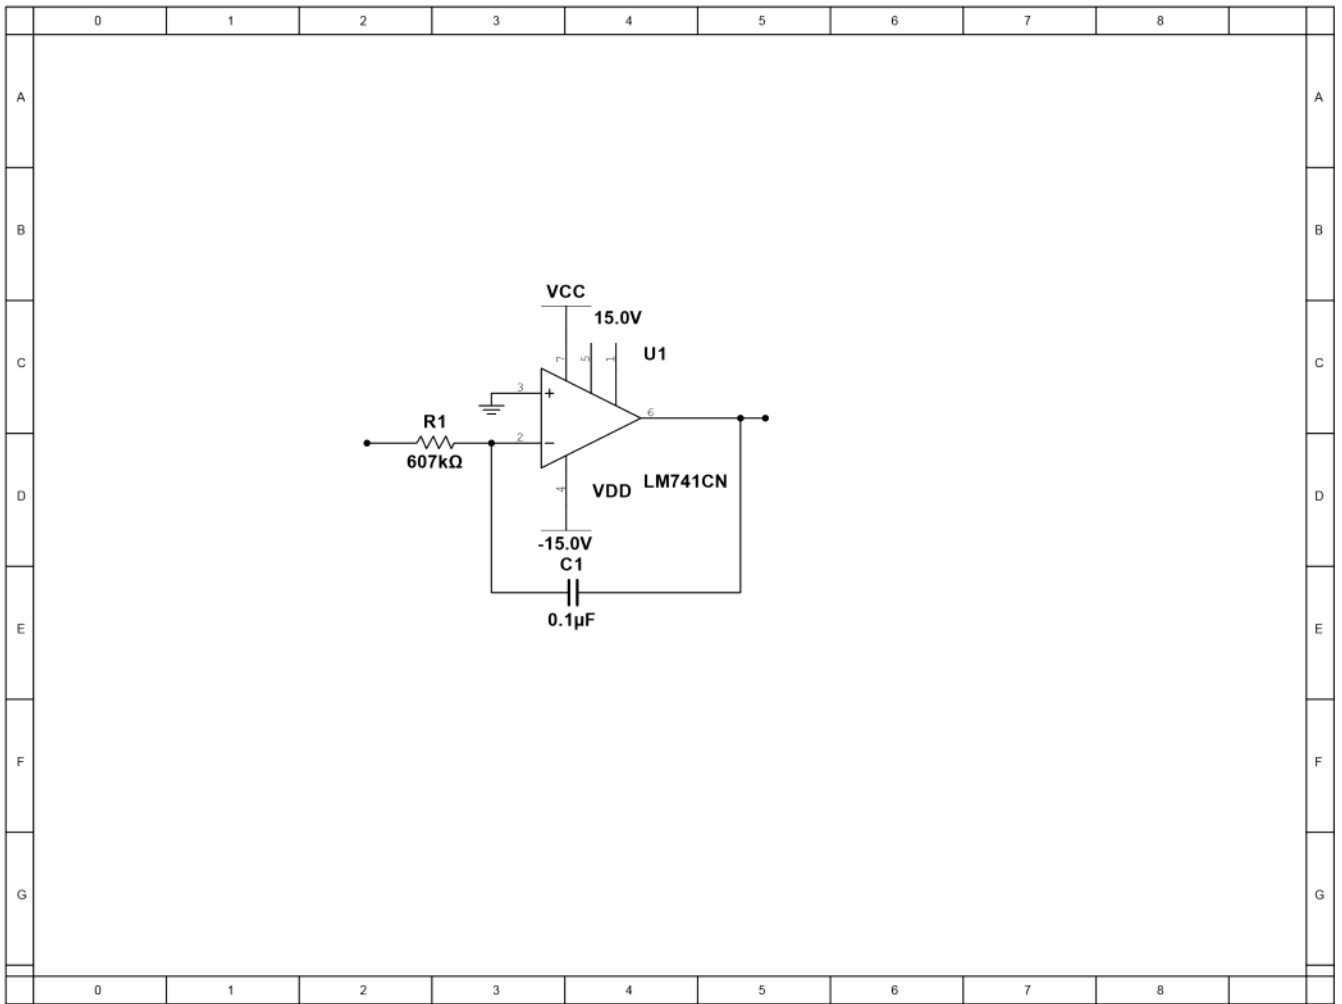 0 1 2 3 4 5 6 7 8
A A
B B
VCC
15.0V
C C
7 5 1 U1
3
+
R1
6
2
−
607kΩ
4 VDD LM741CN
D D
-15.0V
C1
0.1µF
E E
F F
G G
0 1 2 3 4 5 6 7 8